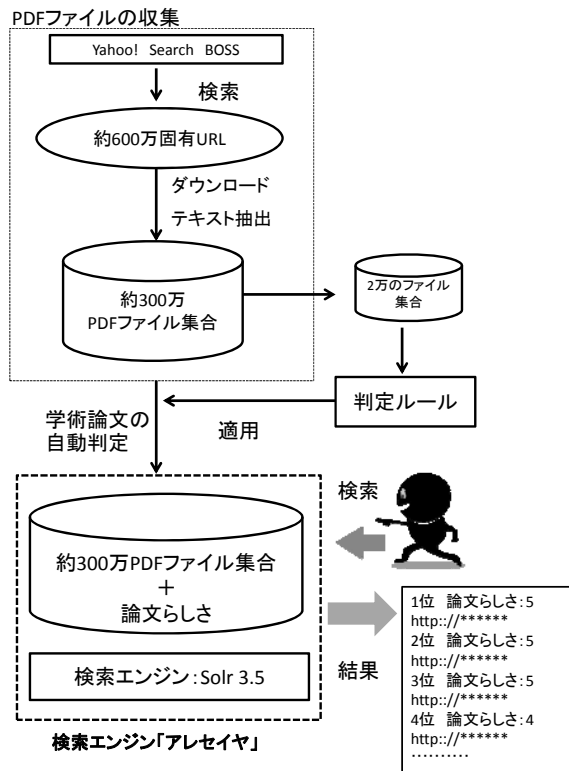 PDFファイルの収集
Yahoo! Search BOSS
検索
約600万固有URL
ダウンロード
テキスト抽出
約300万
PDFファイル集合
2万のファイル
集合
判定ルール
適用
学術論文の
自動判定
検索
約300万PDFファイル集合
+
論文らしさ
検索エンジン:Solr 3.5
検索エンジン「アレセイヤ」
結果
1位 論文らしさ:5
http:://******
2位 論文らしさ:5
http:://******
3位 論文らしさ:5
http:://******
4位 論文らしさ:4
http:://******
‥‥‥‥‥